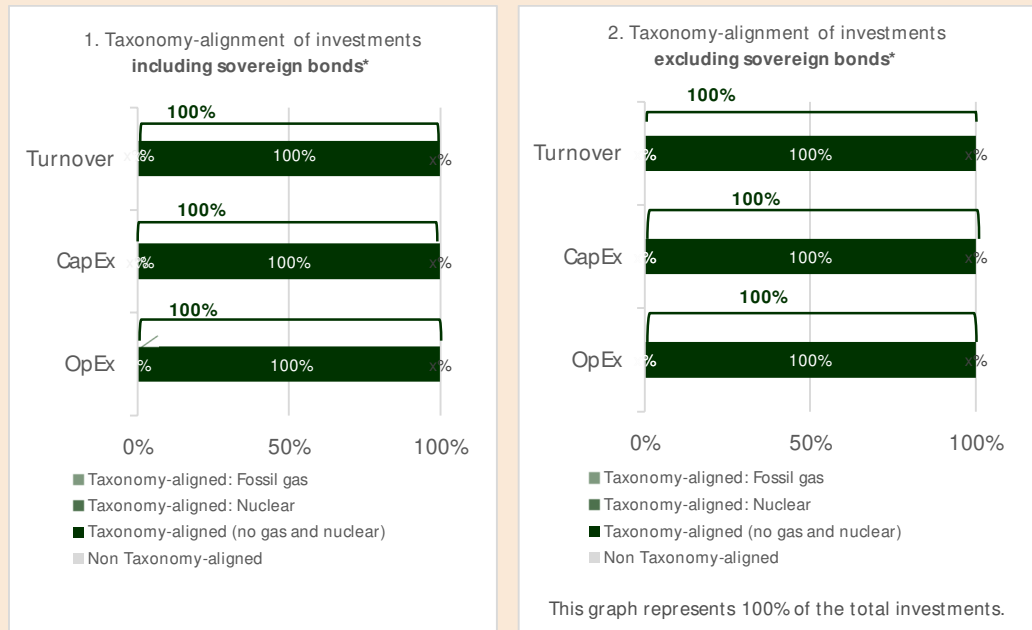 1. Taxonomy-alignment of investments
including sovereign bonds*
100%
Turnover
x%
100%
x%
100%
CapEx
x%
100%
x%
100%
OpEx
%
100%
x%
0%
50%
100%
Taxonomy-aligned: Fossil gas
Taxonomy-aligned: Nuclear
Taxonomy-aligned (no gas and nuclear)
Non Taxonomy-aligned
2. Taxonomy-alignment of investments
excluding sovereign bonds*
100%
Turnover
%
100%
x%
100%
CapEx
%
100%
x%
100%
OpEx
%
100%
x%
0%
50%
100%
Taxonomy-aligned: Fossil gas
Taxonomy-aligned: Nuclear
Taxonomy-aligned (no gas and nuclear)
Non Taxonomy-aligned
This graph represents 100% of the total investments.